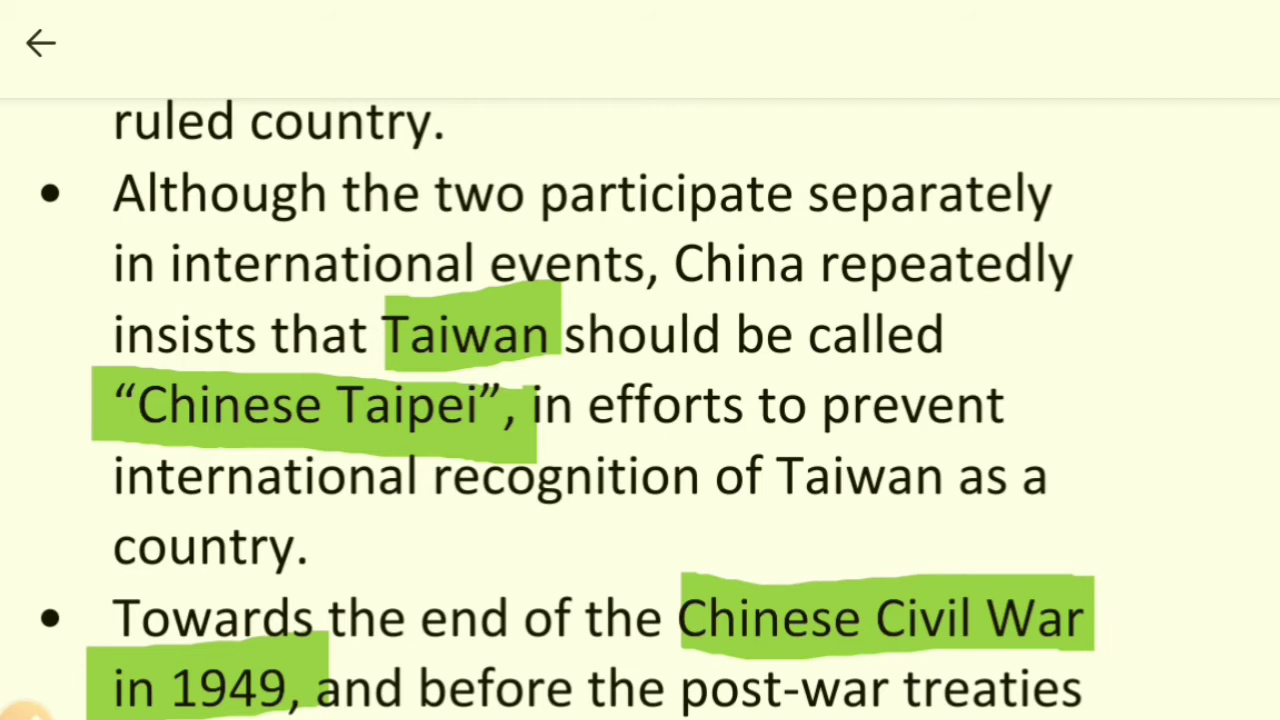 ruled country.
• Although the two participate separately
in international events, China repeatedly
insists that Taiwan should be called
“Chinese Taipei”, in efforts to prevent
international recognition of Taiwan as a
country.
• Towards the end of the Chinese Civil War
in 1949, and before the post-war treaties